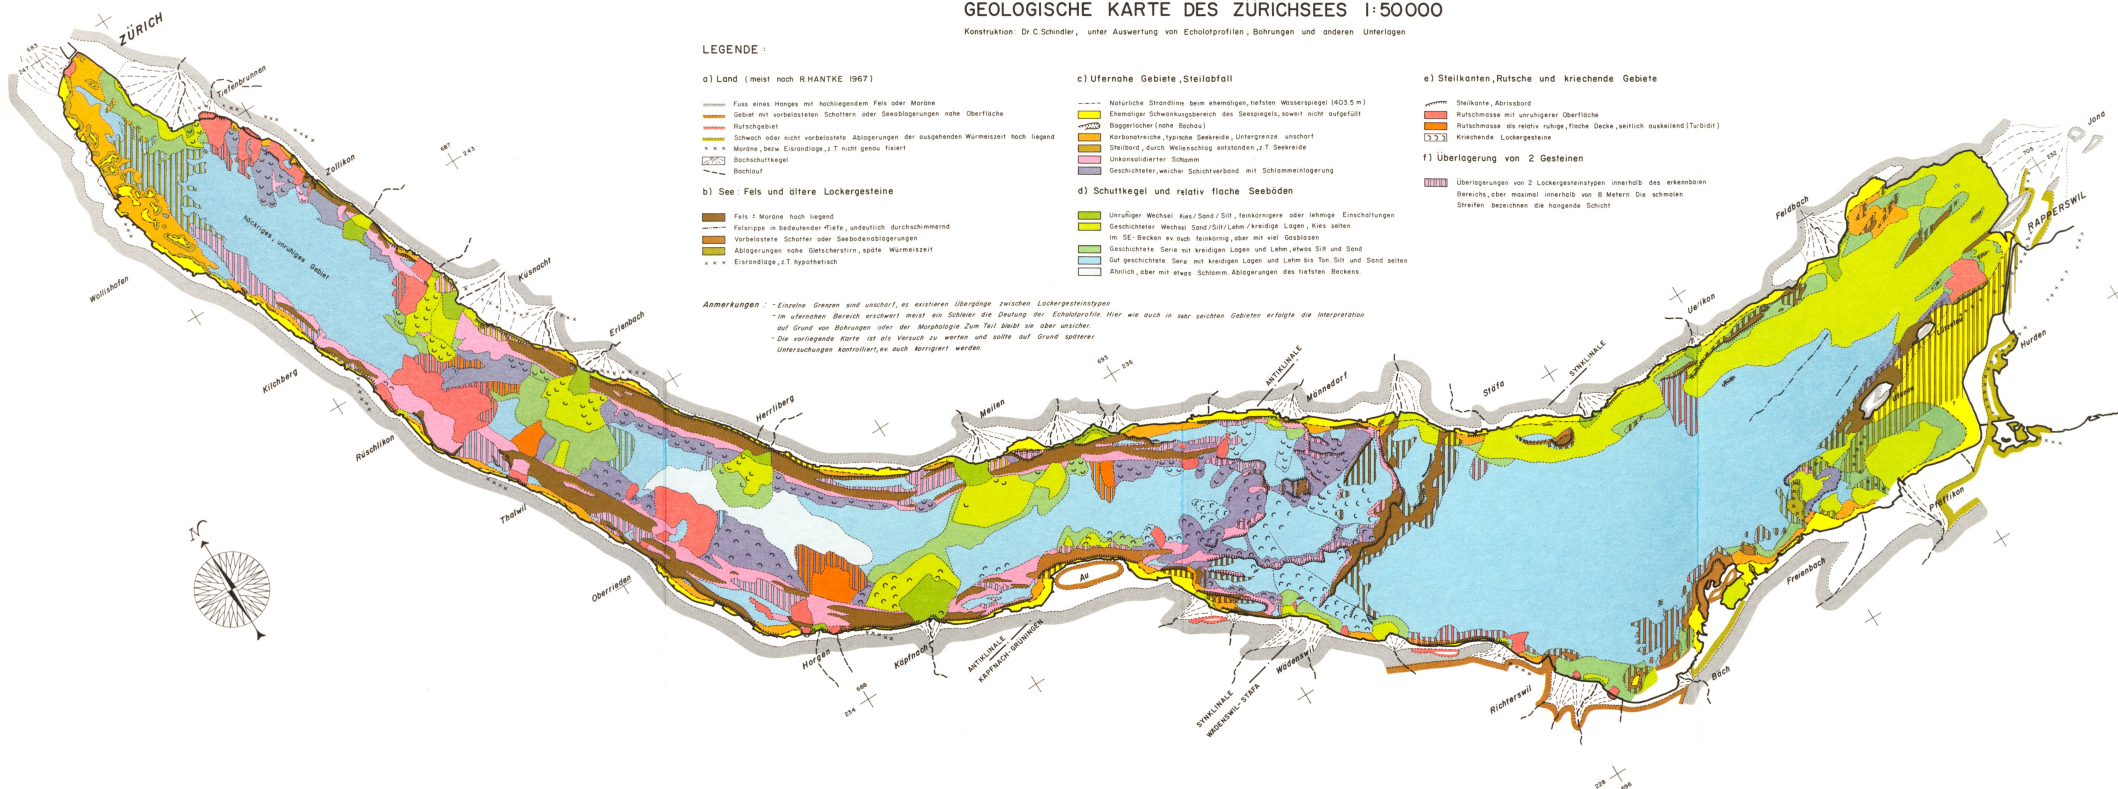 GEOLOGISCHE KARTE DES ZÜRICHSEES 1:50000
Konstruktion: Dr. C. Schindler, unter Auswertung von Echolotprofilen, Bohrungen und anderen Unterlagen
LEGENDE:
a) Land (meist nach R. HANTKE 1967)
Fuss eines Hanges mit hochliegendem Fels oder Moräne
Gebiet mit vorbelasteten Schottern oder Seeablagerungen nahe Oberfläche
Rutschgebiet
Schwach oder nicht vorbelastete Ablagerungen der ausgehenden Würmeiszeit hoch liegend
Moräne, bezw. Eisrandlage, z.T. nicht genau fixiert
Bachschuttkegel
Bachlauf
b) See: Fels und ältere Lockergesteine
Fels ± Moräne hoch liegend
Felsrippe in bedeutender Tiefe, undeutlich durchschimmernd
Vorbelastete Schotter oder Seebodenablagerungen
Ablagerungen nahe Gletscherstirn, späte Würmeiszeit
Eisrandlage, z.T. hypothetisch
c) Ufernahe Gebiete, Steilabfall
Natürliche Strandlinie beim ehemaligen, tiefsten Wasserspiegel (403.5 m)
Ehemaliger Schwankungsbereich des Seespiegels, soweit nicht aufgefüllt
Baggerlöcher (nahe Bächau)
Karbonatreiche, typische Seekreide, Untergrenze unscharf
Steilbord, durch Wellenschlag entstanden, z.T. Seekreide
Unkonsolidierter Schlamm
Geschichteter, weicher Schichtverband mit Schlammeinlagerung
d) Schuttkegel und relativ flache Seeböden
Unruhiger Wechsel Kies/Sand/Silt, feinkörnigere oder lehmige Einschaltungen
Geschichteter Wechsel Sand/Silt/Lehm/kreidige Lagen, Kies selten.
Im SE-Becken ev. auch feinkörnig, aber mit viel Gasblasen
Geschichtete Serie mit kreidigen Lagen und Lehm, etwas Silt und Sand
Gut geschichtete Serie mit kreidigen Lagen und Lehm bis Ton. Silt und Sand selten
Ähnlich, aber mit etwas Schlamm. Ablagerungen des tiefsten Beckens.
e) Steilkanten, Rutsche und kriechende Gebiete
Steilkante, Abrissbord
Rutschmasse mit unruhigerer Oberfläche
Rutschmasse als relativ ruhige, flache Decke, seitlich auskeilend (Turbidit)
Kriechende Lockergesteine
f) Überlagerung von 2 Gesteinen
Überlagerungen von 2 Lockergesteinstypen innerhalb des erkennbaren
Bereichs, aber maximal innerhalb von 8 Metern. Die schmalen
Streifen bezeichnen die hangende Schicht
Anmerkungen: - Einzelne Grenzen sind unscharf, es existieren Übergänge zwischen Lockergesteinstypen
- Im ufernahen Bereich erschwert meist ein Schleier die Deutung der Echolotprofile. Hier wie auch in sehr seichten Gebieten erfolgte die Interpretation
auf Grund von Bohrungen oder der Morphologie. Zum Teil bleibt sie aber unsicher.
- Die vorliegende Karte ist als Versuch zu werten und sollte auf Grund späterer
Untersuchungen kontrolliert, ev. auch korrigiert werden.
ZÜRICH
683
247
Tiefenbrunnen
687
243
Zollikon
höckriges, unruhiges Gebiet
Wollishofen
Küsnacht
Erlenbach
Kilchberg
Rüschlikon
Herrliberg
Thalwil
Oberrieden
Meilen
693
236
ANTIKLINALE
Männedorf
Stäfa
SYNKLINALE
Uerikon
Feldbach
Jona
705
232
RAPPERSWIL
Lützelau
Ufenau
Hurden
Pfäffikon
Freienbach
Bäch
Richterswil
Au
Horgen
Käpfnach
ANTIKLINALE
KÄPFNACH-GRÜNINGEN
686
234
SYNKLINALE
WÄDENSWIL-STÄFA
Wädenswil
228
696
N